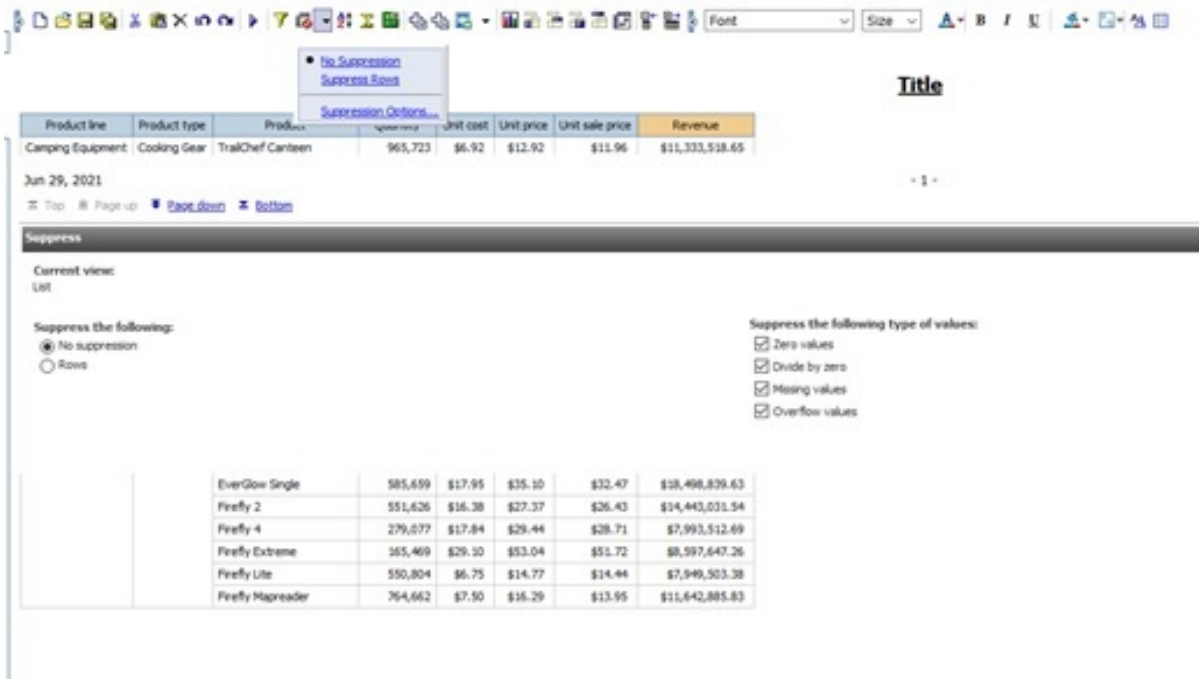 Font Size A B I U
No Suppression
Suppress Rows
Suppression Options...
Title
Product line Product type Product Quantity Unit cost Unit price Unit sale price Revenue
Camping Equipment Cooking Gear TrailChef Canteen 965,723 $6.92 $12.92 $11.96 $11,333,518.65
Jun 29, 2021 - 1 -
Top Page up Page down Bottom
Suppress
Current view:
List
Suppress the following:
No suppression
Rows
Suppress the following type of values:
Zero values
Divide by zero
Missing values
Overflow values
EverGlow Single 585,659 $17.95 $35.10 $32.47 $18,498,839.63
Firefly 2 551,626 $16.38 $27.37 $26.43 $14,443,031.54
Firefly 4 279,077 $17.84 $29.44 $28.71 $7,993,512.69
Firefly Extreme 165,469 $29.10 $53.04 $51.72 $8,597,647.26
Firefly Lite 550,804 $6.75 $14.77 $14.44 $7,949,503.38
Firefly Mapreader 764,662 $7.50 $16.29 $13.95 $11,642,885.83